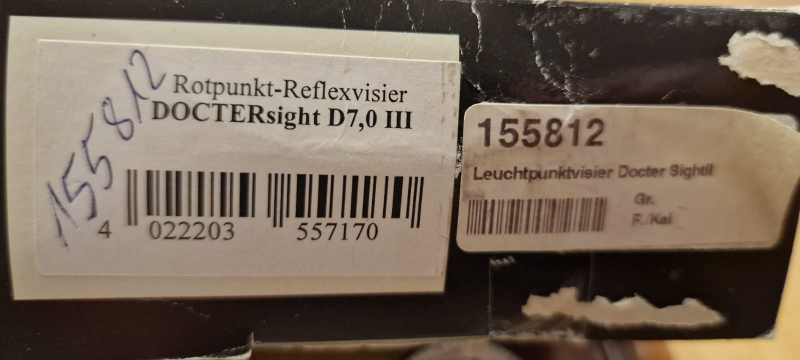 155812
Rotpunkt-Reflexvisier
DOCTERsight D7,0 III
4 022203 557170
155812
Leuchtpunktvisier Docter SightII
Gr.
F./Kal